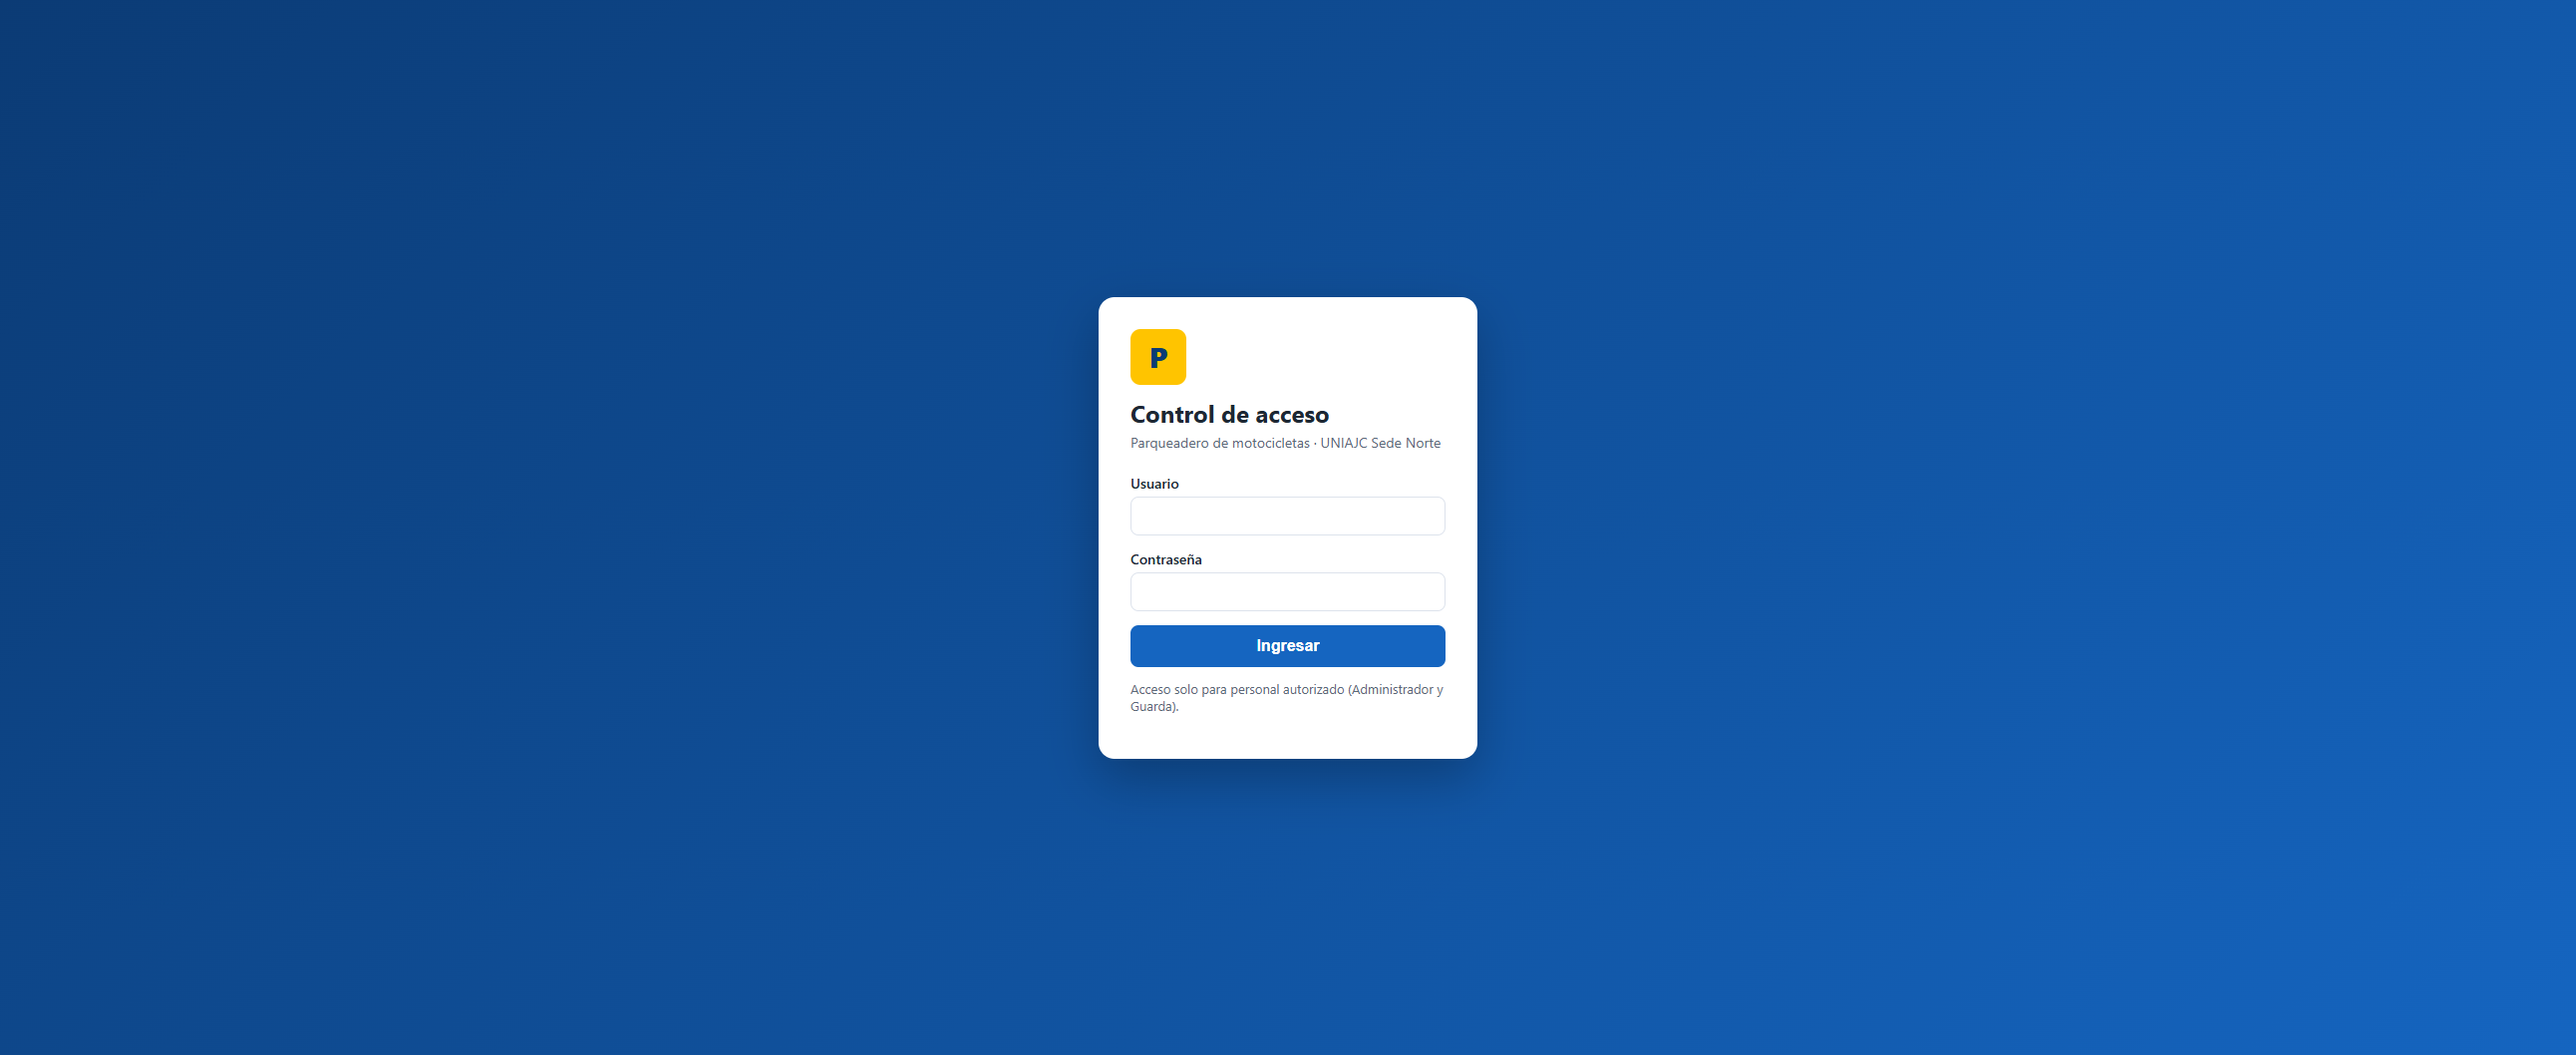 P
Control de acceso
Parqueadero de motocicletas · UNIAJC Sede Norte
Usuario
Contraseña
Ingresar
Acceso solo para personal autorizado (Administrador y
Guarda).